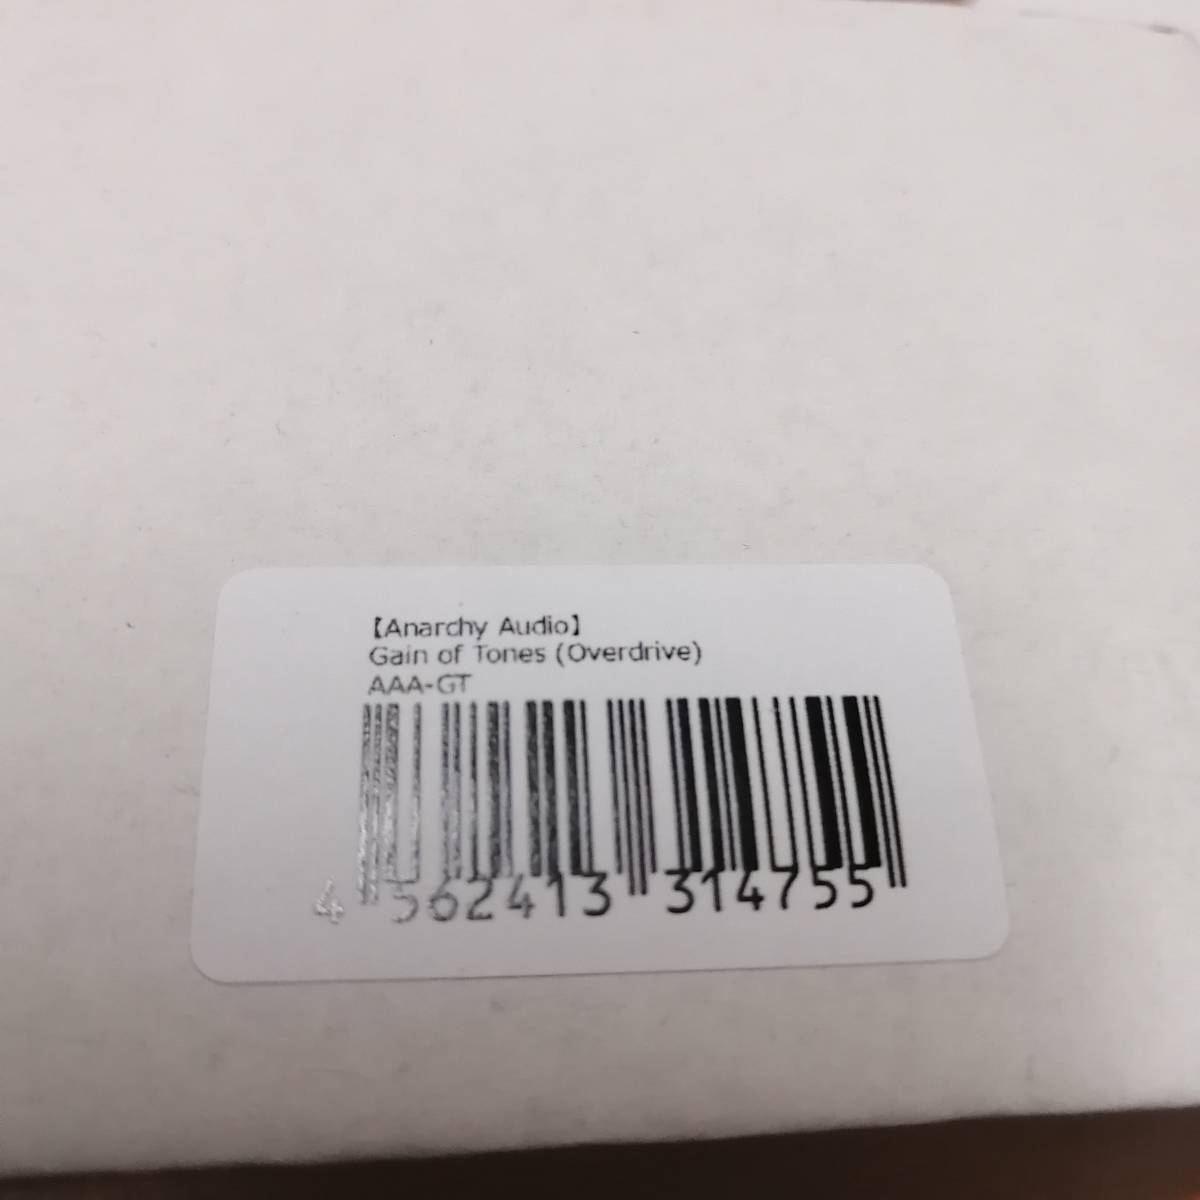 【Anarchy Audio】
Gain of Tones (Overdrive)
AAA-GT
4 562413 314755